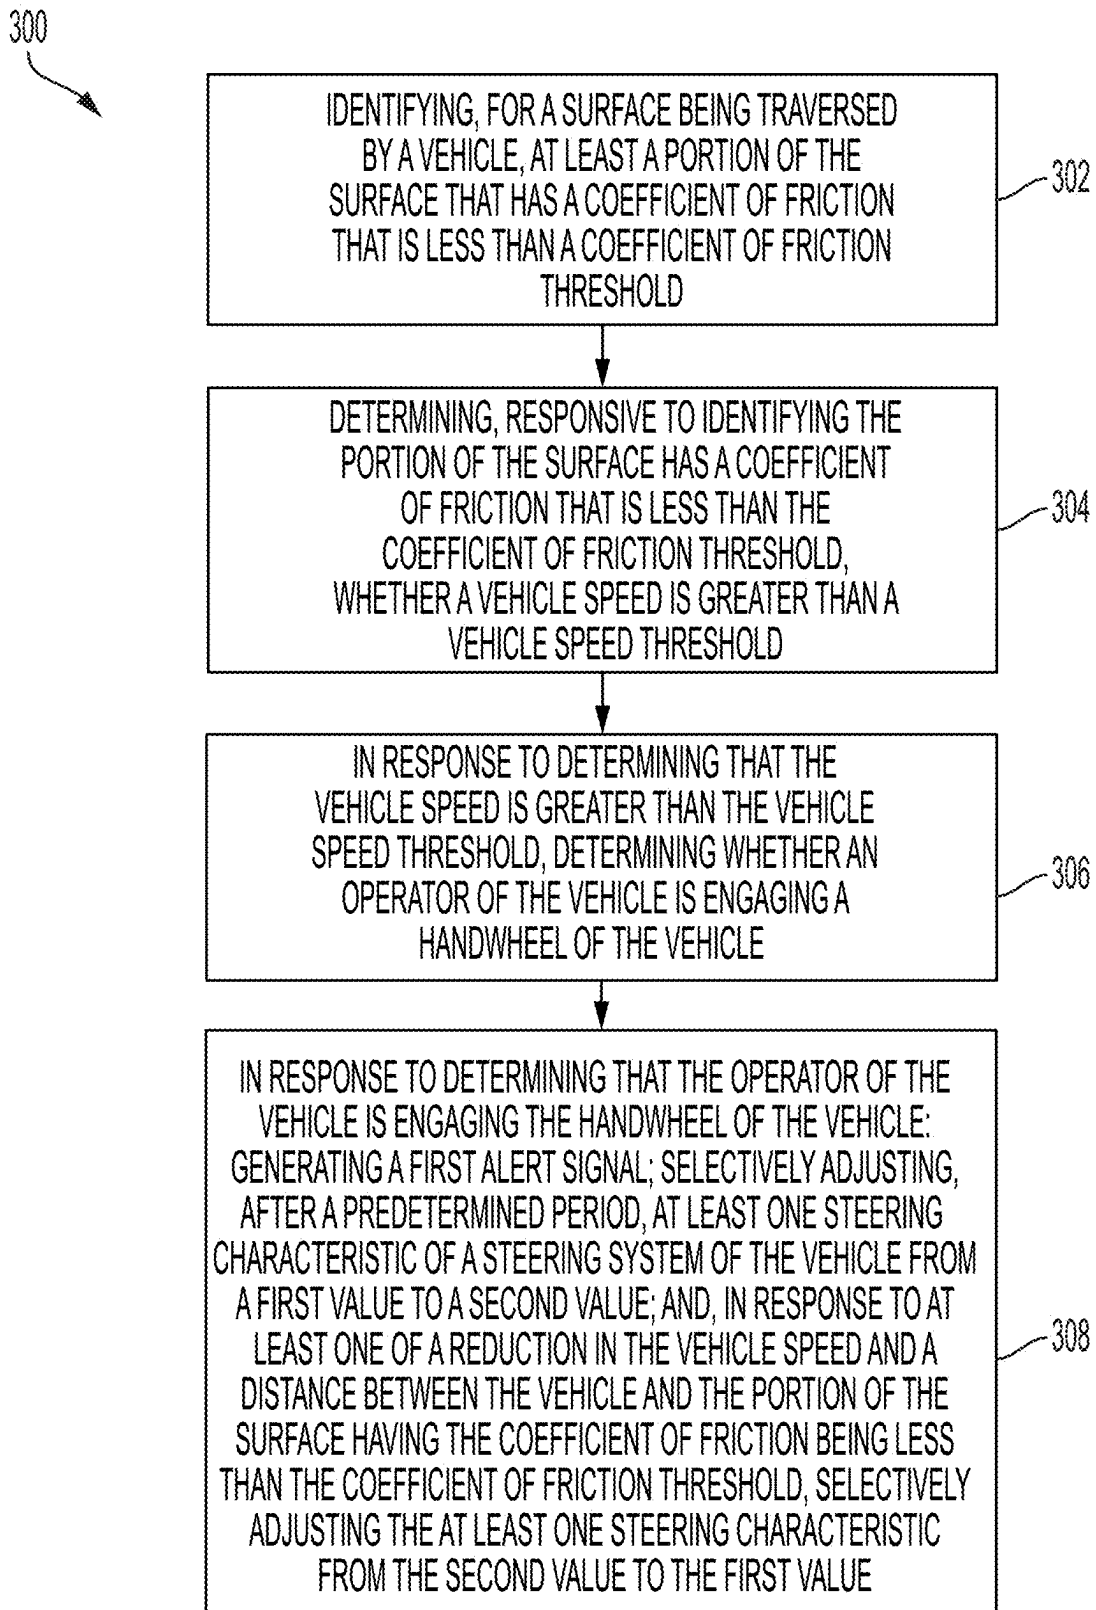 300
IDENTIFYING, FOR A SURFACE BEING TRAVERSED
BY A VEHICLE, AT LEAST A PORTION OF THE
SURFACE THAT HAS A COEFFICIENT OF FRICTION
THAT IS LESS THAN A COEFFICIENT OF FRICTION
THRESHOLD
302
DETERMINING, RESPONSIVE TO IDENTIFYING THE
PORTION OF THE SURFACE HAS A COEFFICIENT
OF FRICTION THAT IS LESS THAN THE
COEFFICIENT OF FRICTION THRESHOLD,
WHETHER A VEHICLE SPEED IS GREATER THAN A
VEHICLE SPEED THRESHOLD
304
IN RESPONSE TO DETERMINING THAT THE
VEHICLE SPEED IS GREATER THAN THE VEHICLE
SPEED THRESHOLD, DETERMINING WHETHER AN
OPERATOR OF THE VEHICLE IS ENGAGING A
HANDWHEEL OF THE VEHICLE
306
IN RESPONSE TO DETERMINING THAT THE OPERATOR OF THE
VEHICLE IS ENGAGING THE HANDWHEEL OF THE VEHICLE:
GENERATING A FIRST ALERT SIGNAL; SELECTIVELY ADJUSTING,
AFTER A PREDETERMINED PERIOD, AT LEAST ONE STEERING
CHARACTERISTIC OF A STEERING SYSTEM OF THE VEHICLE FROM
A FIRST VALUE TO A SECOND VALUE; AND, IN RESPONSE TO AT
LEAST ONE OF A REDUCTION IN THE VEHICLE SPEED AND A
DISTANCE BETWEEN THE VEHICLE AND THE PORTION OF THE
SURFACE HAVING THE COEFFICIENT OF FRICTION BEING LESS
THAN THE COEFFICIENT OF FRICTION THRESHOLD, SELECTIVELY
ADJUSTING THE AT LEAST ONE STEERING CHARACTERISTIC
FROM THE SECOND VALUE TO THE FIRST VALUE
308